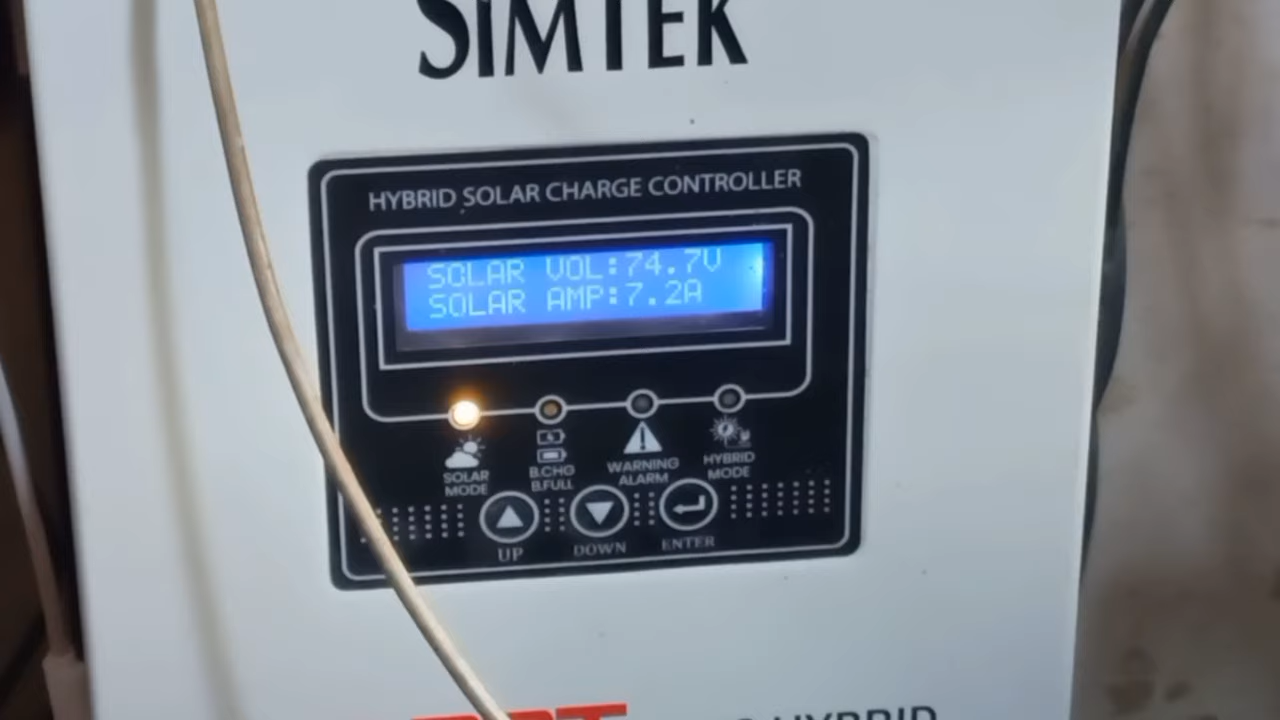 SIMTEK
HYBRID SOLAR CHARGE CONTROLLER
SOLAR VOL:74.7V
SOLAR AMP:7.2A
SOLAR MODE
B.CHG B.FULL
WARNING ALARM
HYBRID MODE
UP
DOWN
ENTER
HYBRID